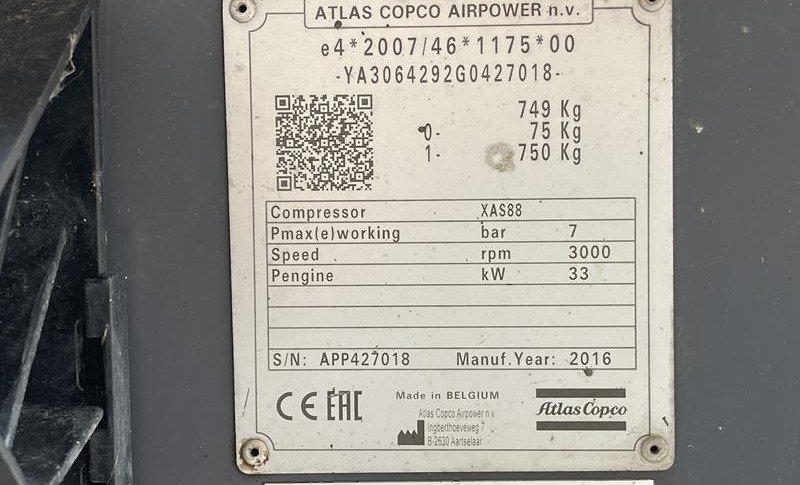 ATLAS COPCO AIRPOWER n.v.
e4*2007/46*1175*00
-YA3064292G0427018-
749 Kg
0- 75 Kg
1- 750 Kg
Compressor XAS88
Pmax(e)working bar 7
Speed rpm 3000
Pengine kW 33
S/N: APP427018 Manuf.Year: 2016
CE EAC Made in BELGIUM
Atlas Copco Airpower n.v.
Ingberthoeveweg 7
B-2630 Aartselaar
Atlas Copco